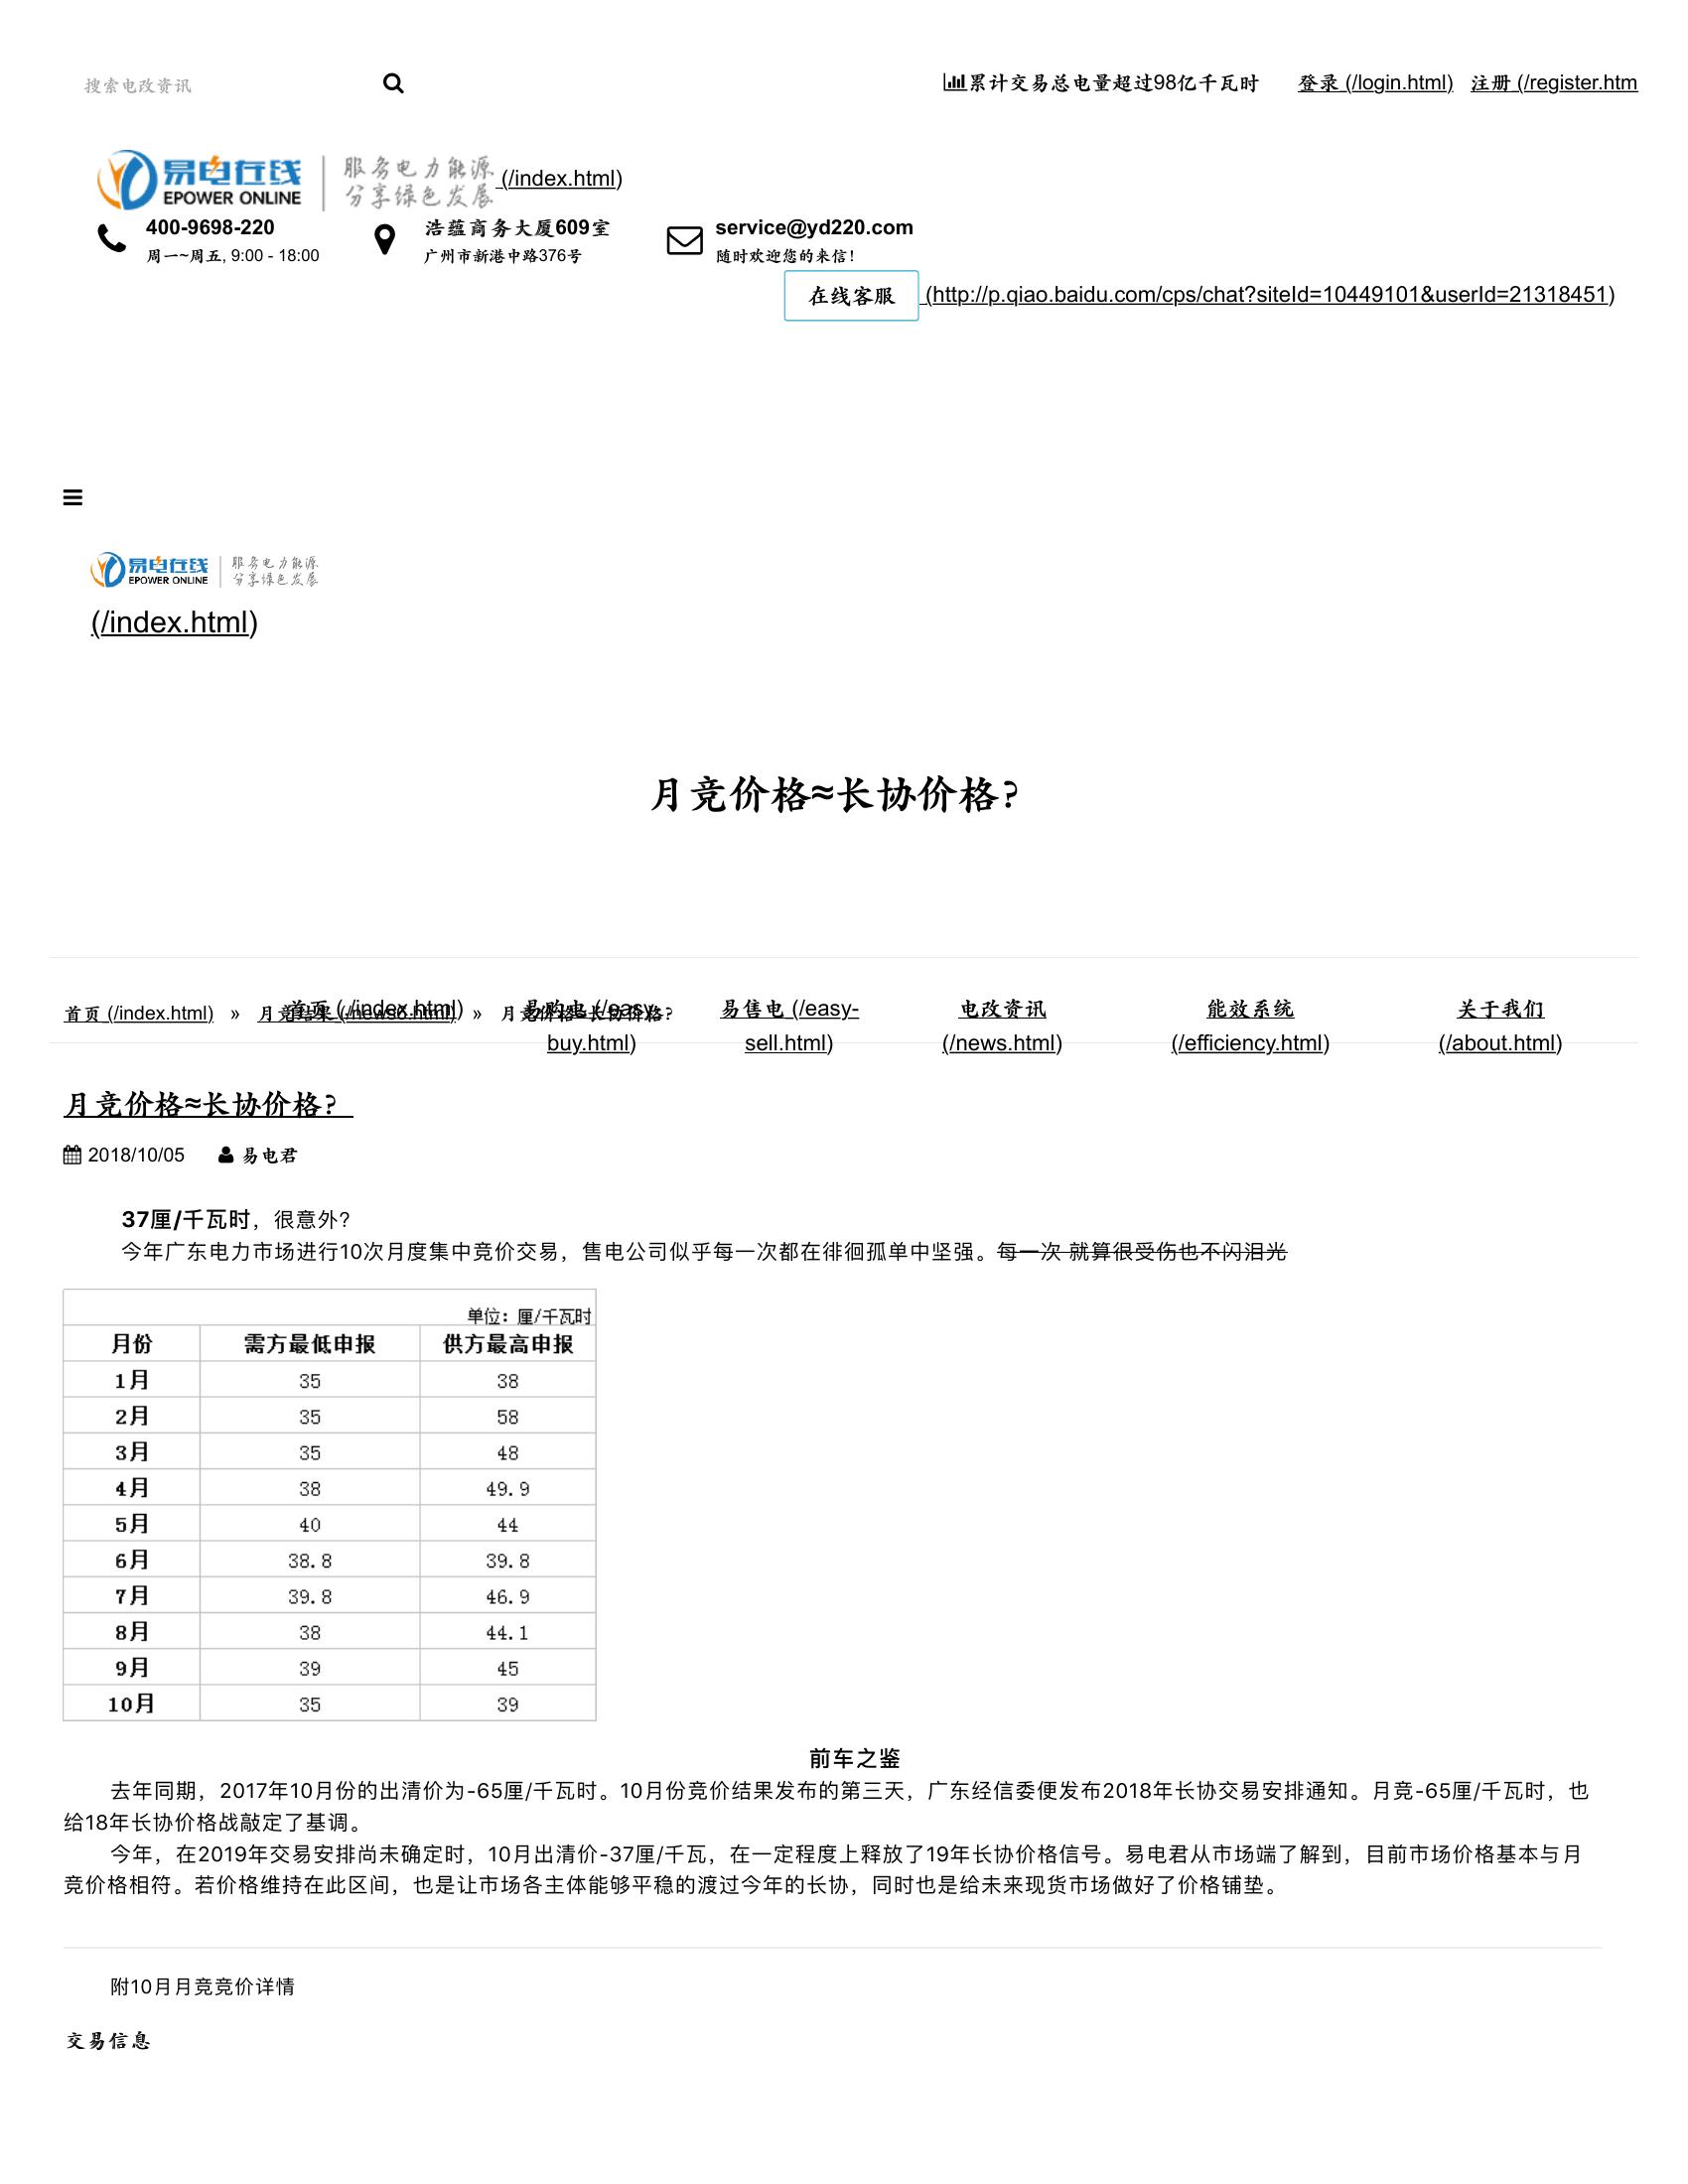 搜索电改资讯
累计交易总电量超过98亿千瓦时 登录 (/login.html) 注册 (/register.htm
易电在线 EPOWER ONLINE
服务电力能源
分享绿色发展 (/index.html)
400-9698-220
周一~周五, 9:00 - 18:00
浩蕴商务大厦609室
广州市新港中路376号
service@yd220.com
随时欢迎您的来信!
在线客服 (http://p.qiao.baidu.com/cps/chat?siteId=10449101&userId=21318451)
易电在线 EPOWER ONLINE
服务电力能源
分享绿色发展
(/index.html)
月竞价格≈长协价格?
首页 (/index.html) » 月竞结果 (/news6.html) » 月竞价格≈长协价格?
首页 (/index.html)
易购电 (/easy-
buy.html)
易售电 (/easy-
sell.html)
电改资讯
(/news.html)
能效系统
(/efficiency.html)
关于我们
(/about.html)
月竞价格≈长协价格?
2018/10/05 易电君
37厘/千瓦时，很意外?
今年广东电力市场进行10次月度集中竞价交易，售电公司似乎每一次都在徘徊孤单中坚强。每一次 就算很受伤也不闪泪光
单位：厘/千瓦时
月份 需方最低申报 供方最高申报
1月 35 38
2月 35 58
3月 35 48
4月 38 49.9
5月 40 44
6月 38.8 39.8
7月 39.8 46.9
8月 38 44.1
9月 39 45
10月 35 39
前车之鉴
去年同期，2017年10月份的出清价为-65厘/千瓦时。10月份竞价结果发布的第三天，广东经信委便发布2018年长协交易安排通知。月竞-65厘/千瓦时，也
给18年长协价格战敲定了基调。
今年，在2019年交易安排尚未确定时，10月出清价-37厘/千瓦，在一定程度上释放了19年长协价格信号。易电君从市场端了解到，目前市场价格基本与月
竞价格相符。若价格维持在此区间，也是让市场各主体能够平稳的渡过今年的长协，同时也是给未来现货市场做好了价格铺垫。
附10月月竞竞价详情
交易信息